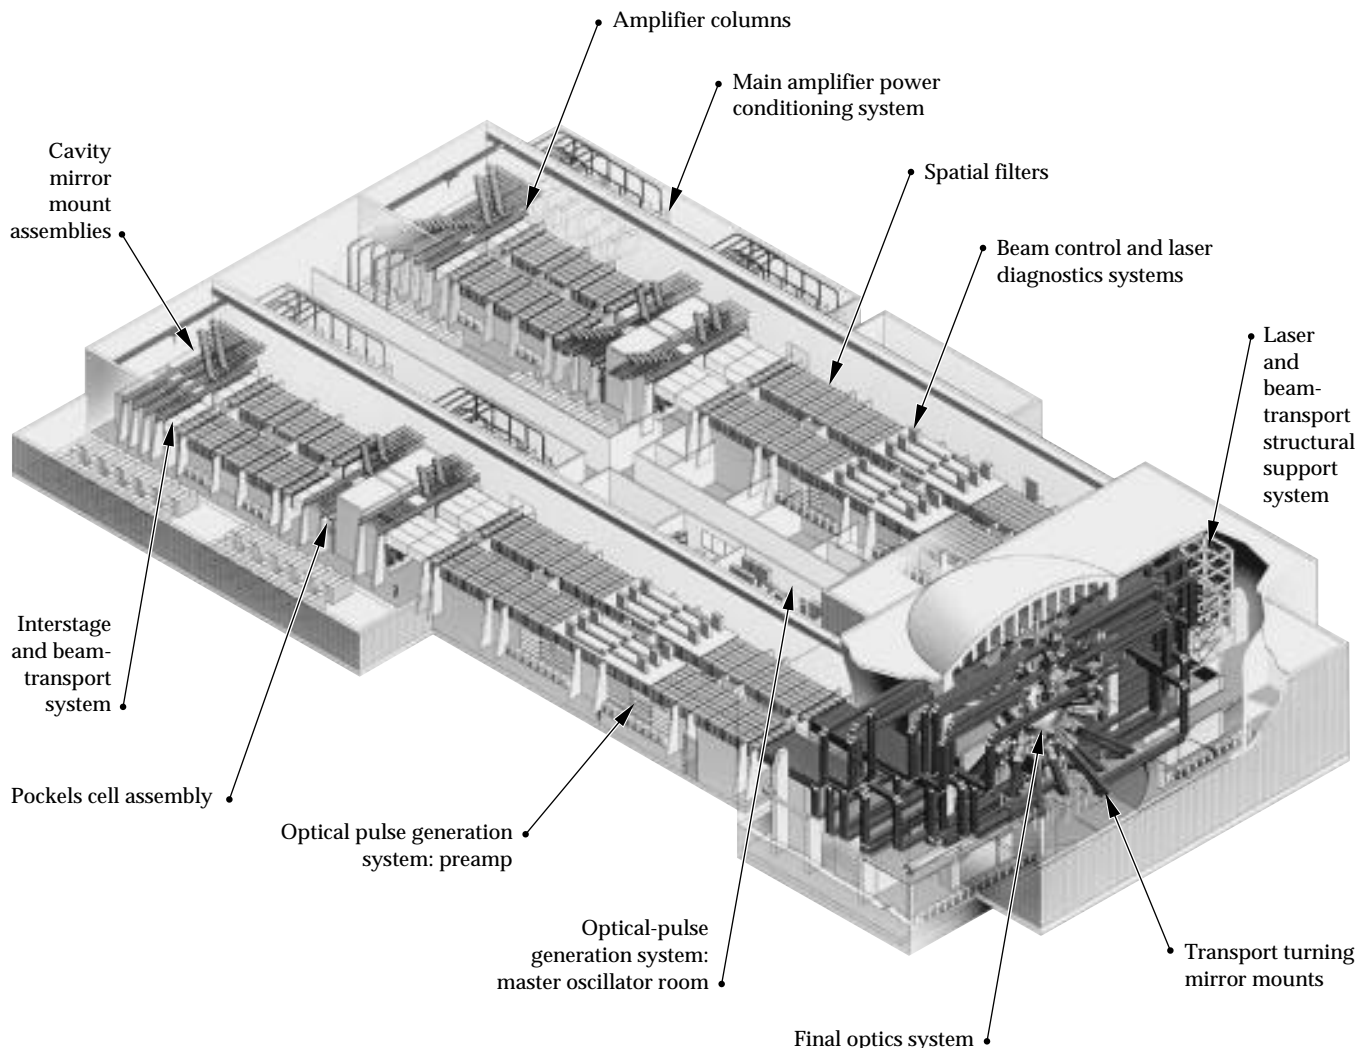 Amplifier columns
Main amplifier power
conditioning system
Cavity
mirror
mount
assemblies
Spatial filters
Beam control and laser
diagnostics systems
Laser
and
beam-
transport
structural
support
system
Interstage
and beam-
transport
system
Pockels cell assembly
Optical pulse generation
system: preamp
Optical-pulse
generation system:
master oscillator room
Transport turning
mirror mounts
Final optics system